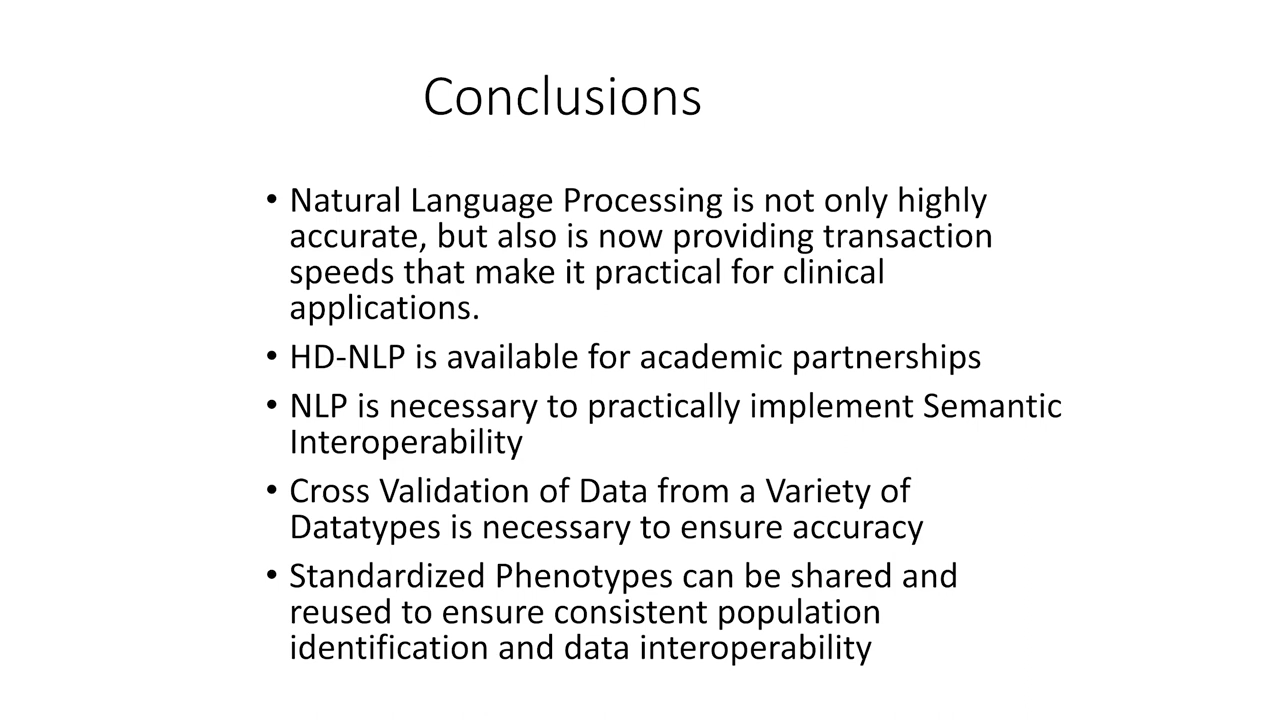 Conclusions
• Natural Language Processing is not only highly
accurate, but also is now providing transaction
speeds that make it practical for clinical
applications.
• HD-NLP is available for academic partnerships
• NLP is necessary to practically implement Semantic
Interoperability
• Cross Validation of Data from a Variety of
Datatypes is necessary to ensure accuracy
• Standardized Phenotypes can be shared and
reused to ensure consistent population
identification and data interoperability